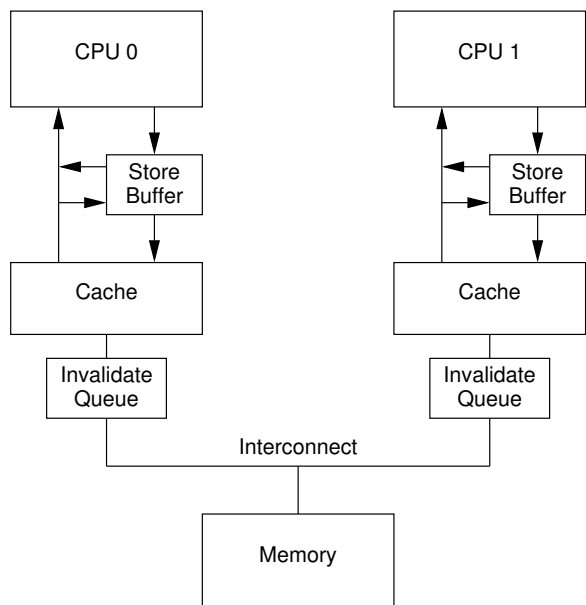 CPU 0
CPU 1
Store
Buffer
Store
Buffer
Cache
Cache
Invalidate
Queue
Invalidate
Queue
Interconnect
Memory